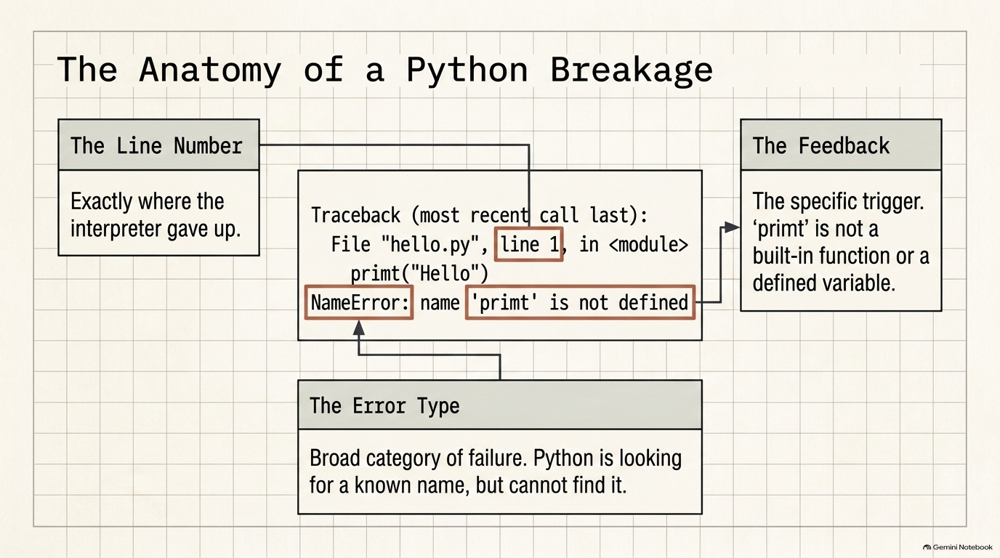 The Anatomy of a Python Breakage
The Line Number
Exactly where the
interpreter gave up.
Traceback (most recent call last):
  File "hello.py", line 1, in <module>
    primt("Hello")
NameError: name 'primt' is not defined
The Feedback
The specific trigger.
‘primt’ is not a
built-in function or a
defined variable.
The Error Type
Broad category of failure. Python is looking
for a known name, but cannot find it.
Gemini Notebook